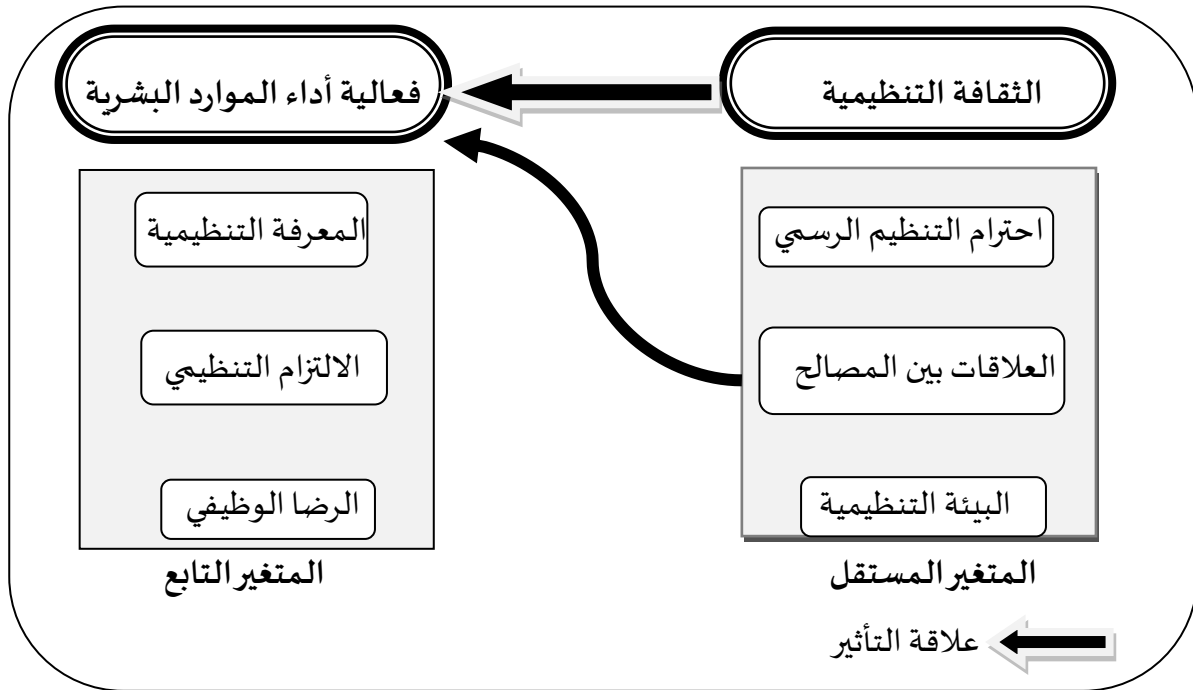 الثقافة التنظيمية
فعالية أداء الموارد البشرية
احترام التنظيم الرسمي
العلاقات بين المصالح
البيئة التنظيمية
المتغير المستقل
المعرفة التنظيمية
الالتزام التنظيمي
الرضا الوظيفي
المتغير التابع
علاقة التأثير